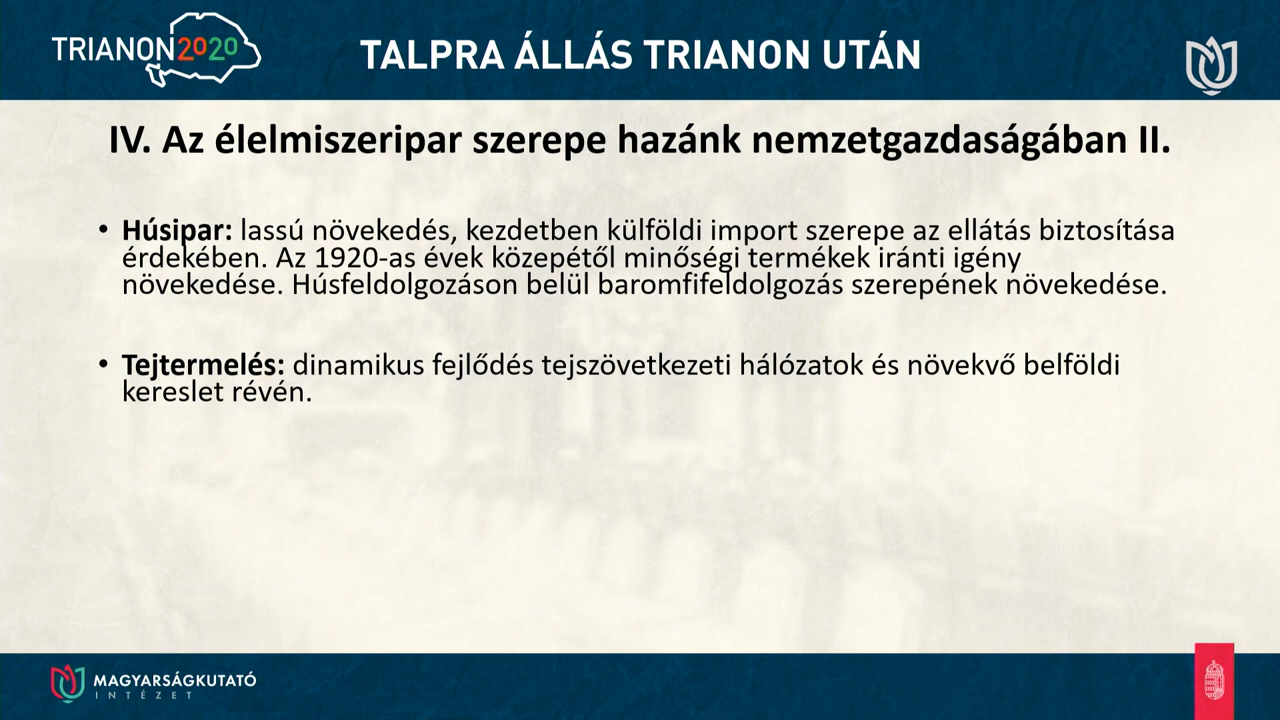 TRIANON2020
TALPRA ÁLLÁS TRIANON UTÁN
IV. Az élelmiszeripar szerepe hazánk nemzetgazdaságában II.
• Húsipar: lassú növekedés, kezdetben külföldi import szerepe az ellátás biztosítása
érdekében. Az 1920-as évek közepétől minőségi termékek iránti igény
növekedése. Húsfeldolgozáson belül baromfifeldolgozás szerepének növekedése.
• Tejtermelés: dinamikus fejlődés tejszövetkezeti hálózatok és növekvő belföldi
kereslet révén.
MAGYARSÁGKUTATÓ
INTÉZET